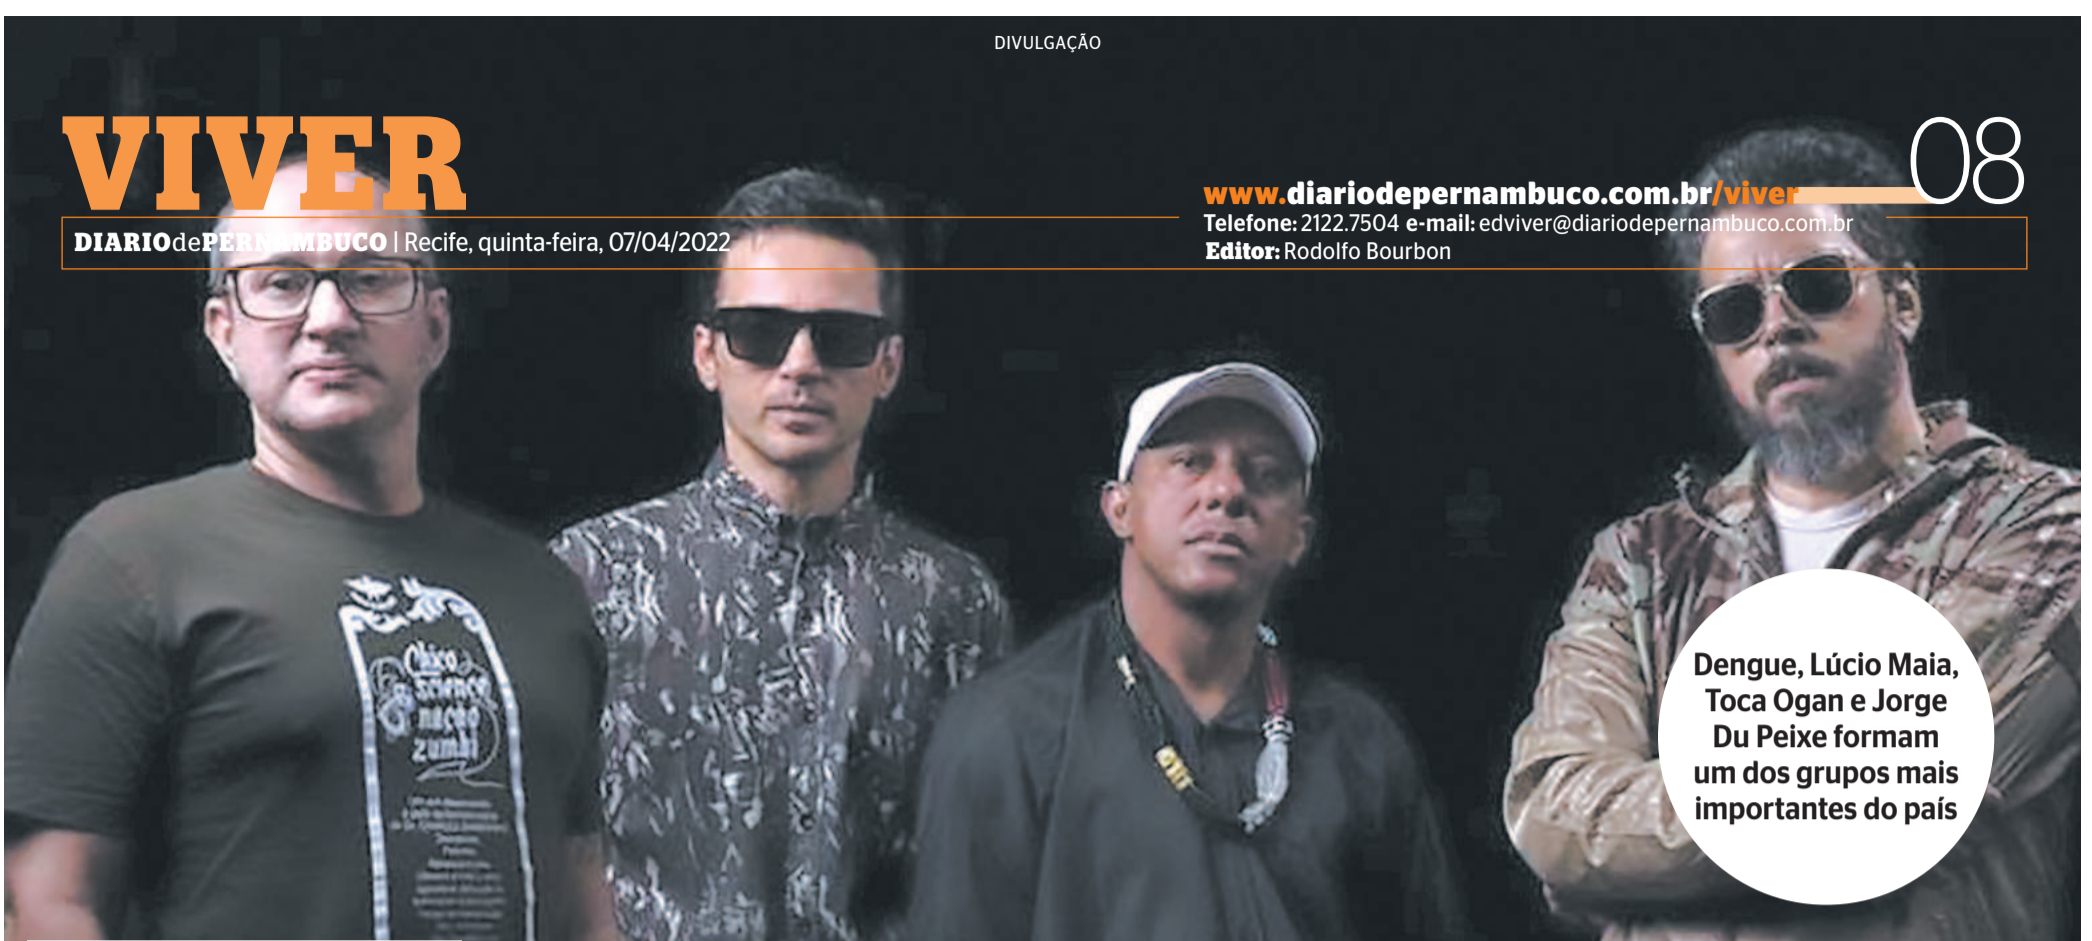 DIVULGAÇÃO
VIVER
08
www.diariodepernambuco.com.br/viver
Telefone: 2122.7504 e-mail: edviver@diariodepernambuco.com.br
DIARIOdePERNAMBUCO | Recife, quinta-feira, 07/04/2022
Editor: Rodolfo Bourbon
Chico
science
nação
zumbi
Dengue, Lúcio Maia,
Toca Ogan e Jorge
Du Peixe formam
um dos grupos mais
importantes do país